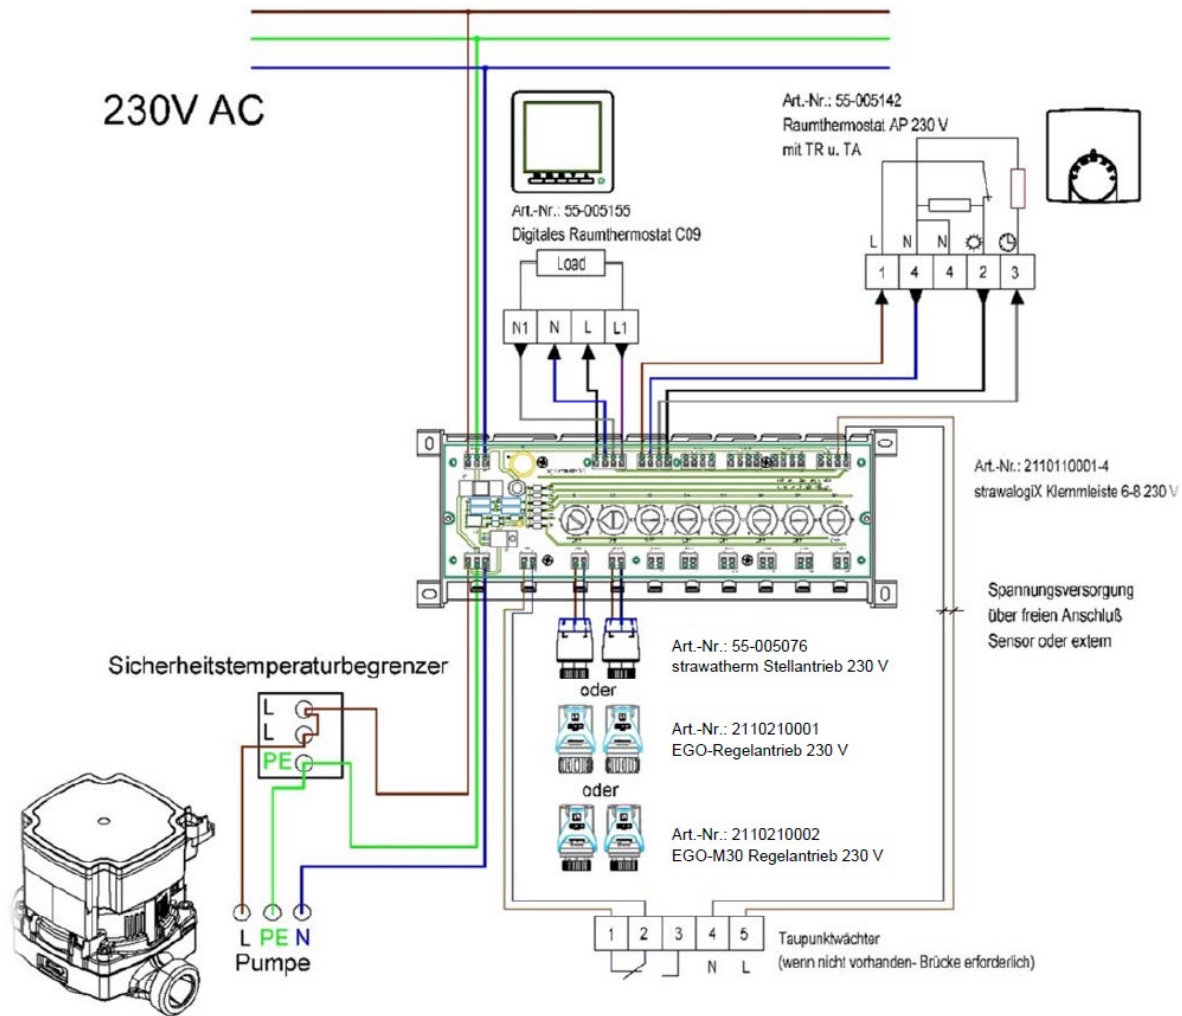 230V AC
Art.-Nr.: 55-005142
Raumthermostat AP 230 V
mit TR u. TA
Art.-Nr.: 55-005155
Digitales Raumthermostat C09
Load
N1 N L L1
L N N
1 4 4 2 3
Art.-Nr.: 2110110001-4
strawalogiX Klemmleiste 6-8 230 V
Spannungsversorgung
über freien Anschluß
Sensor oder extern
Art.-Nr.: 55-005076
strawatherm Stellantrieb 230 V
oder
Art.-Nr.: 2110210001
EGO-Regelantrieb 230 V
oder
Art.-Nr.: 2110210002
EGO-M30 Regelantrieb 230 V
Sicherheitstemperaturbegrenzer
L
L
PE
L PE N
Pumpe
1 2 3 4 5
N L
Taupunktwächter
(wenn nicht vorhanden- Brücke erforderlich)